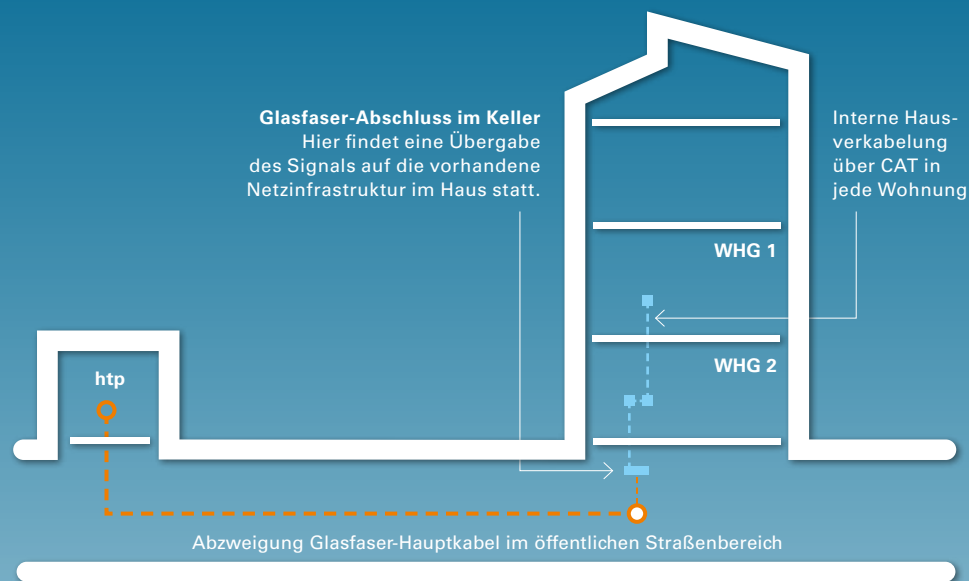 Glasfaser-Abschluss im Keller
Hier findet eine Übergabe
des Signals auf die vorhandene
Netzinfrastruktur im Haus statt.
Interne Haus-
verkabelung
über CAT in
jede Wohnung
WHG 1
WHG 2
htp
Abzweigung Glasfaser-Hauptkabel im öffentlichen Straßenbereich